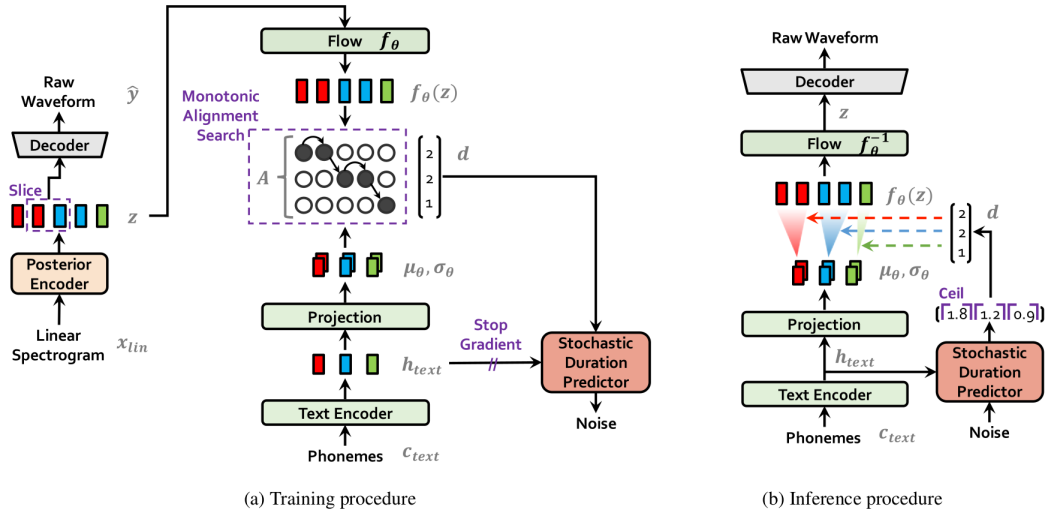 Flow f_θ
Raw
Waveform
ŷ
f_θ(z)
Monotonic
Alignment
Search
Decoder
A
2
2
1
d
Slice
z
Posterior
Encoder
μ_θ, σ_θ
Linear
Spectrogram
x_lin
Projection
Stop
Gradient
h_text
Stochastic
Duration
Predictor
Text Encoder
Noise
Phonemes
c_text
(a) Training procedure
Raw Waveform
Decoder
z
Flow f_θ^{-1}
f_θ(z)
2
2
1
d
μ_θ, σ_θ
Ceil
⌈1.8⌉ ⌈1.2⌉ ⌈0.9⌉
Projection
h_text
Stochastic
Duration
Predictor
Text Encoder
Phonemes
c_text
Noise
(b) Inference procedure